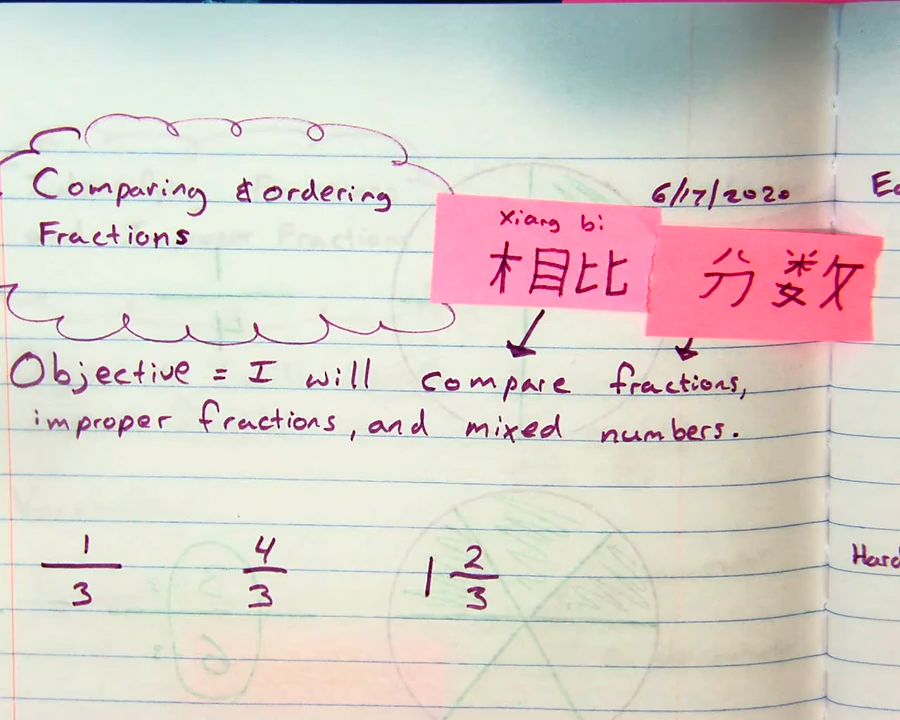 Comparing & ordering
Fractions
6/17/2020
Xiang bi
相比
分数
Objective = I will compare fractions,
improper fractions, and mixed numbers.
1/3 4/3 1 2/3
Hard